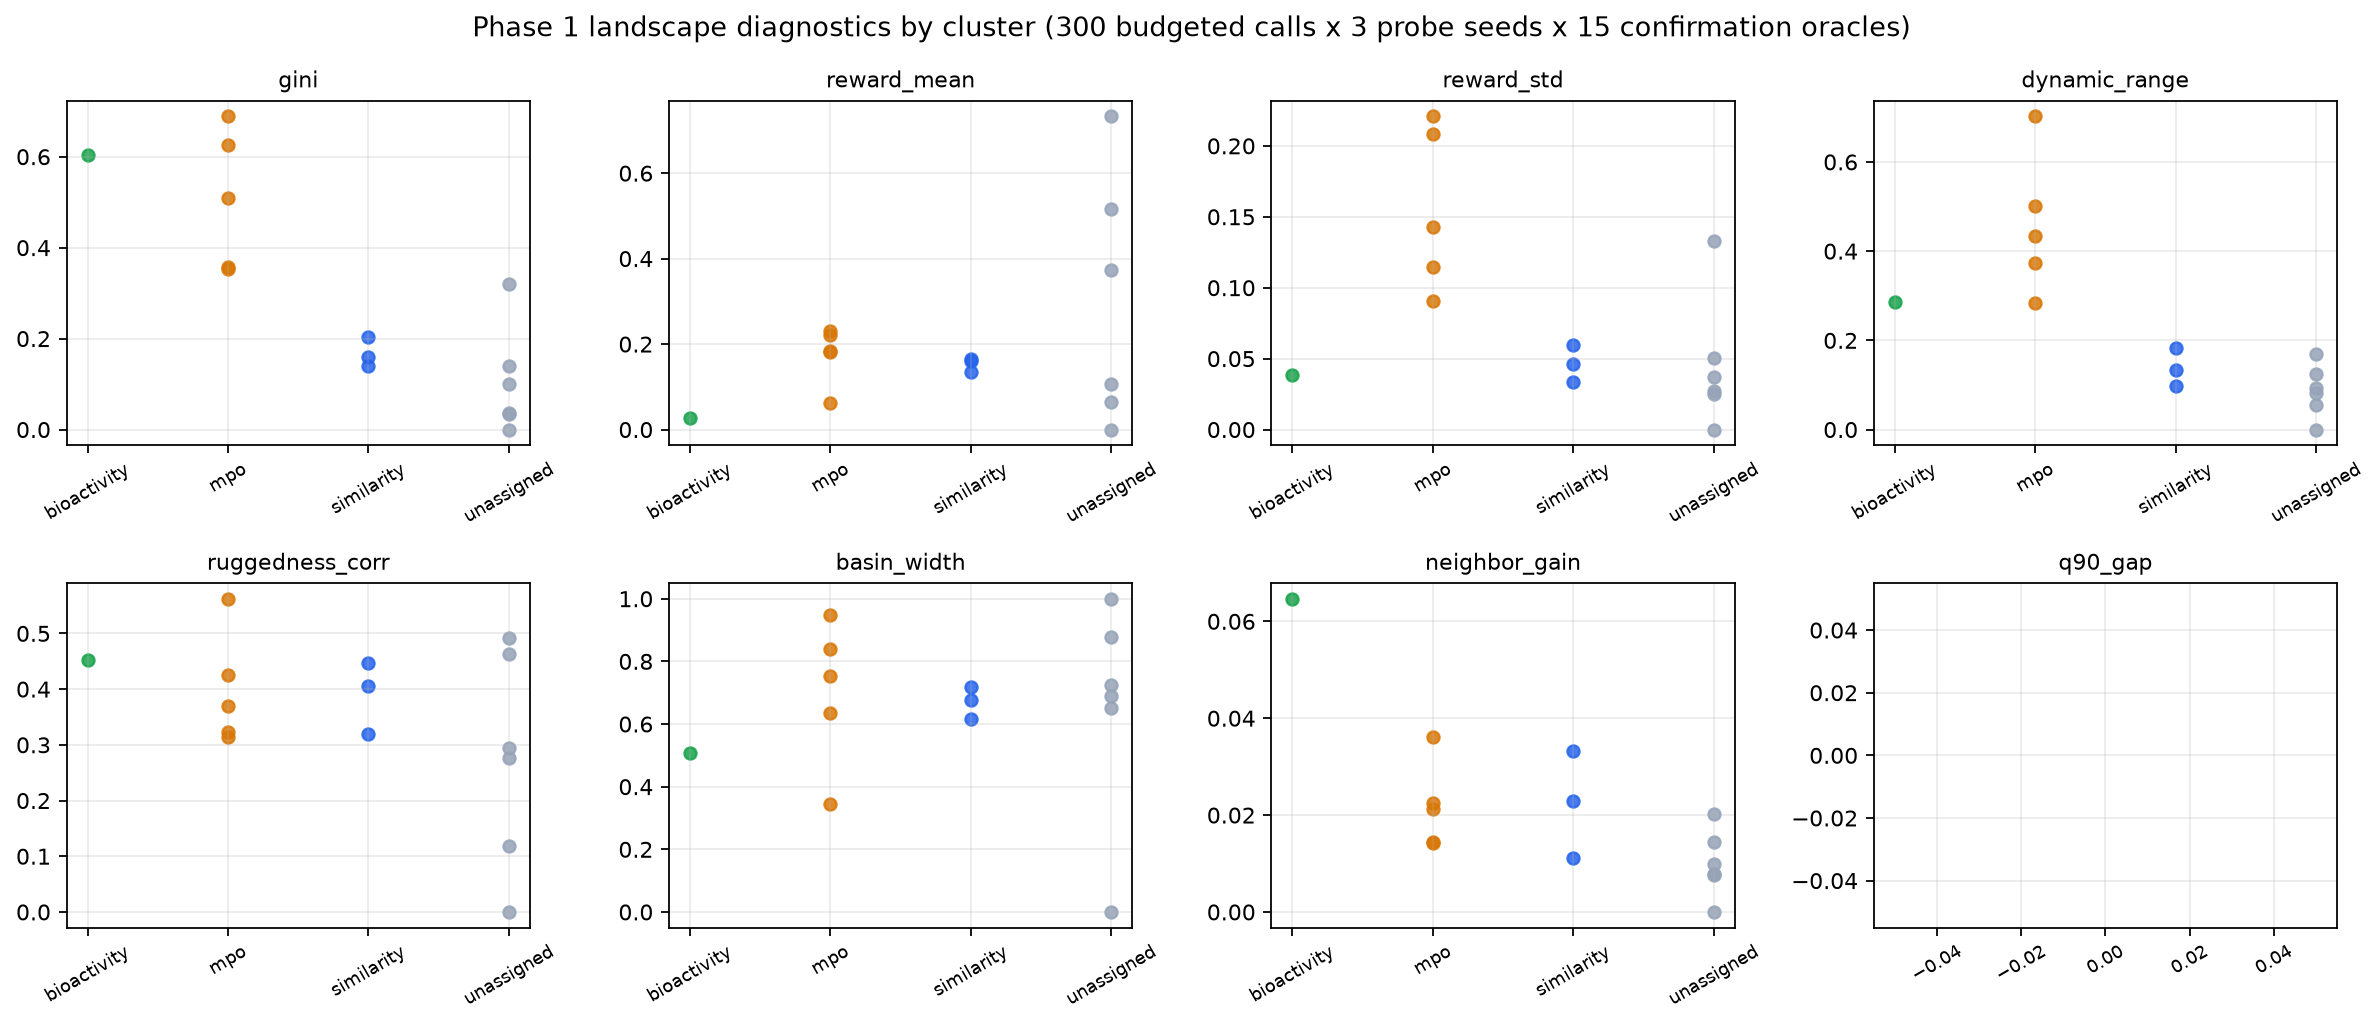 Phase 1 landscape diagnostics by cluster (300 budgeted calls x 3 probe seeds x 15 confirmation oracles)
gini
0.6
0.4
0.2
0.0
bioactivity
mpo
similarity
unassigned
reward_mean
0.6
0.4
0.2
0.0
bioactivity
mpo
similarity
unassigned
reward_std
0.20
0.15
0.10
0.05
0.00
bioactivity
mpo
similarity
unassigned
dynamic_range
0.6
0.4
0.2
0.0
bioactivity
mpo
similarity
unassigned
ruggedness_corr
0.5
0.4
0.3
0.2
0.1
0.0
bioactivity
mpo
similarity
unassigned
basin_width
1.0
0.8
0.6
0.4
0.2
0.0
bioactivity
mpo
similarity
unassigned
neighbor_gain
0.06
0.04
0.02
0.00
bioactivity
mpo
similarity
unassigned
q90_gap
0.04
0.02
0.00
−0.02
−0.04
−0.04
−0.02
0.00
0.02
0.04